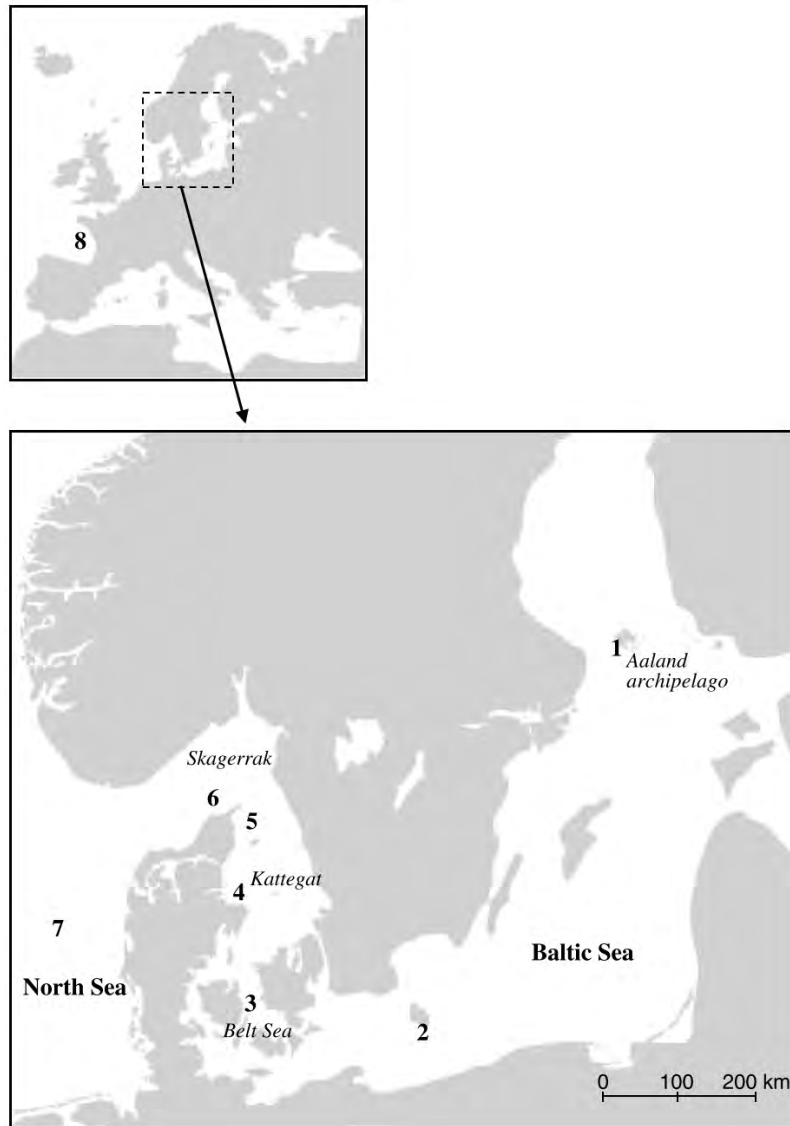 8
1
Aaland
archipelago
Skagerrak
6
5
Kattegat
4
7
Baltic Sea
North Sea
3
Belt Sea
2
0 100 200 km